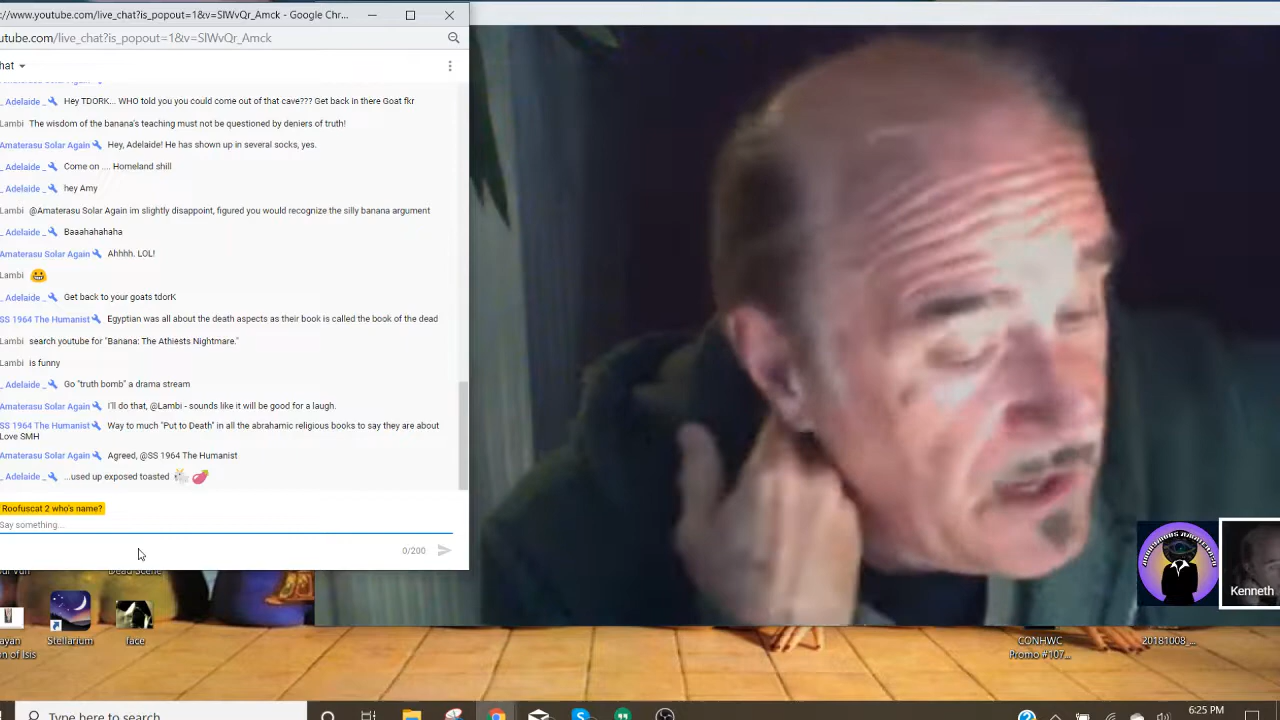 ://www.youtube.com/live_chat?is_popout=1&v=SlWvQr_Amck - Google Chr...
utube.com/live_chat?is_popout=1&v=SlWvQr_Amck
hat
_ Adelaide _ Hey TDORK... WHO told you you could come out of that cave??? Get back in there Goat fkr
Lambi The wisdom of the banana's teaching must not be questioned by deniers of truth!
Amaterasu Solar Again Hey, Adelaide! He has shown up in several socks, yes.
_ Adelaide _ Come on .... Homeland shill
_ Adelaide _ hey Amy
Lambi @Amaterasu Solar Again im slightly disappoint, figured you would recognize the silly banana argument
_ Adelaide _ Baaahahahaha
Amaterasu Solar Again Ahhhh. LOL!
Lambi 😬
_ Adelaide _ Get back to your goats tdorK
SS 1964 The Humanist Egyptian was all about the death aspects as their book is called the book of the dead
Lambi search youtube for "Banana: The Athiests Nightmare."
Lambi is funny
_ Adelaide _ Go "truth bomb" a drama stream
Amaterasu Solar Again I'll do that, @Lambi - sounds like it will be good for a laugh.
SS 1964 The Humanist Way to much "Put to Death" in all the abrahamic religious books to say they are about
Love SMH
Amaterasu Solar Again Agreed, @SS 1964 The Humanist
_ Adelaide _ ...used up exposed toasted 🐇🍆
Roofuscat 2 who's name?
Say something...
0/200
Dead Scene
Kenneth
ayan
on of Isis
Stellarium
face
CONHWC
Promo #107...
20181008_...
Type here to search
6:25 PM